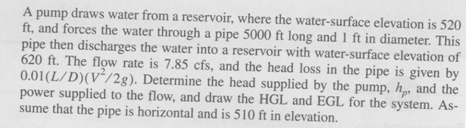 A pump draws water from a reservoir, where the water-surface elevation is 520
ft, and forces the water through a pipe 5000 ft long and 1 ft in diameter. This
pipe then discharges the water into a reservoir with water-surface elevation of
620 ft. The flow rate is 7.85 cfs, and the head loss in the pipe is given by
0.01(L/D)(V²/2g). Determine the head supplied by the pump, hₚ, and the
power supplied to the flow, and draw the HGL and EGL for the system. As-
sume that the pipe is horizontal and is 510 ft in elevation.